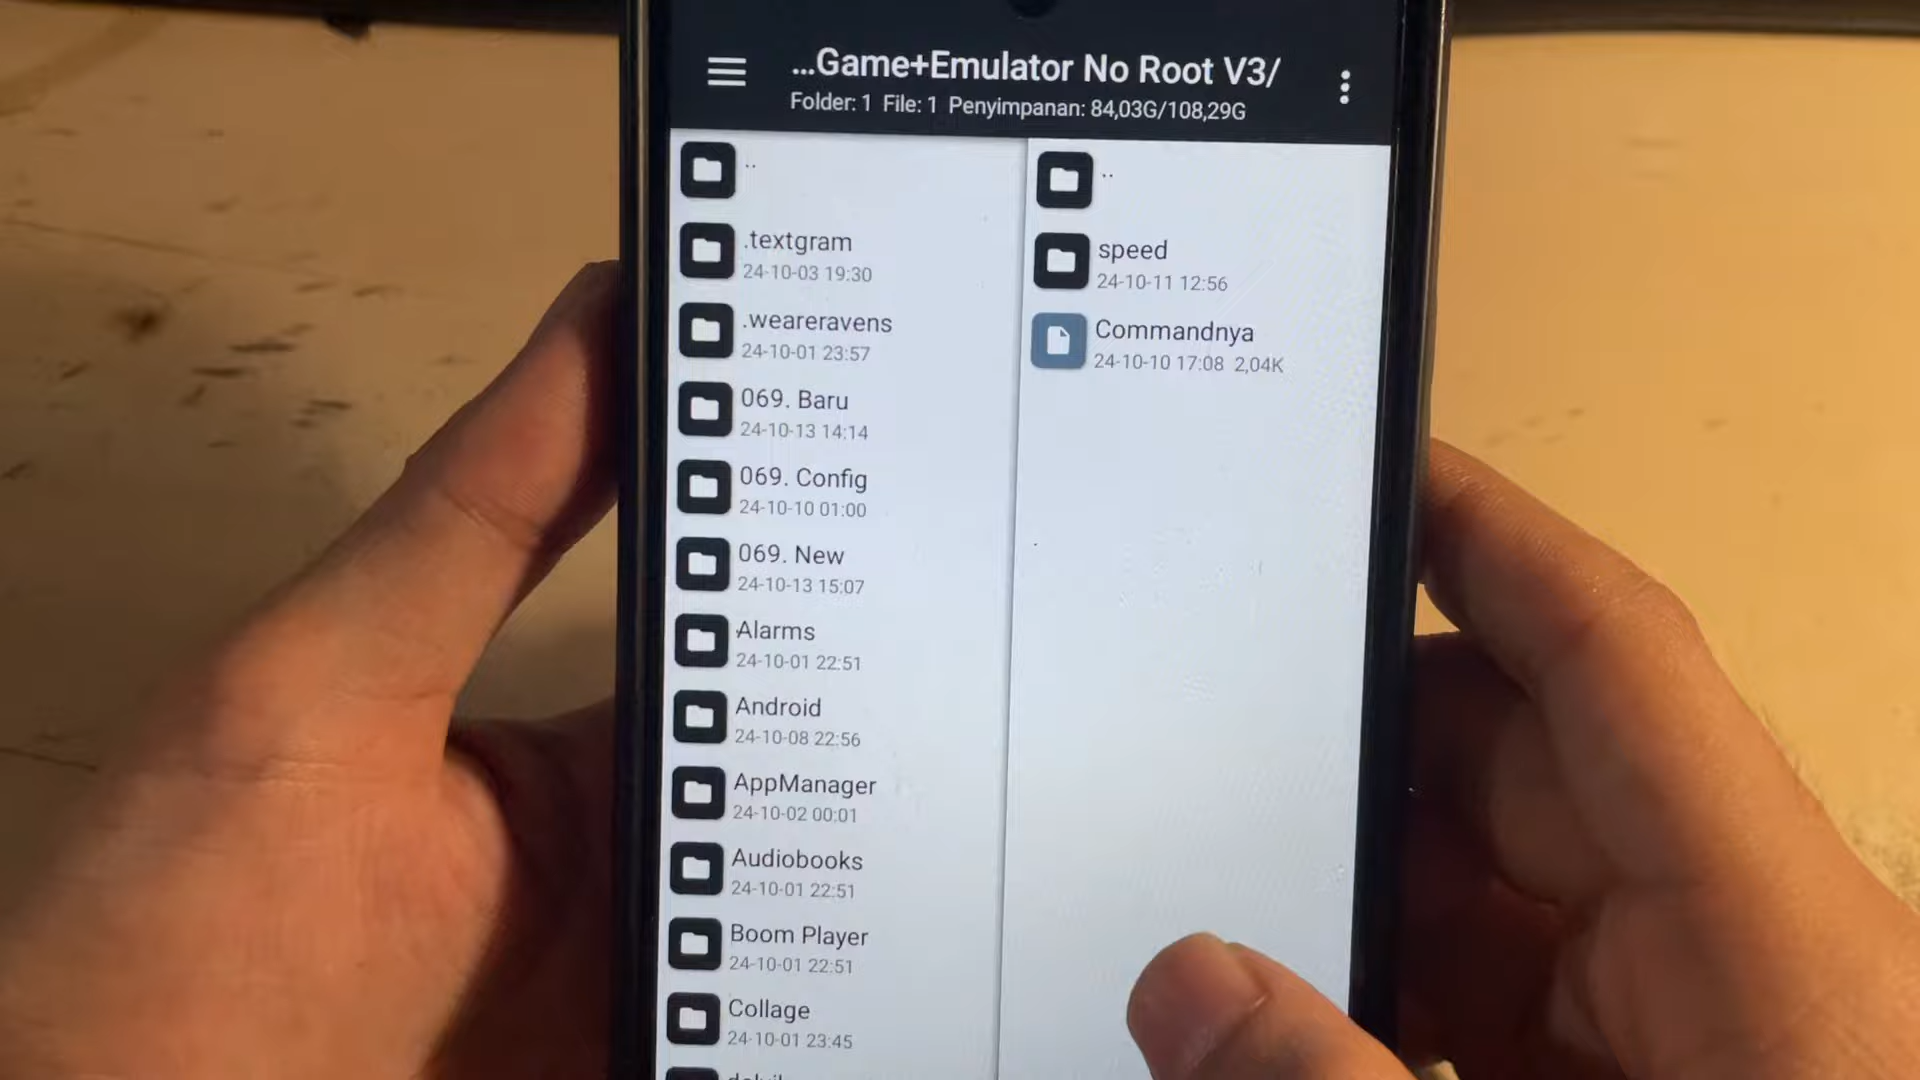 ...Game+Emulator No Root V3/
Folder: 1 File: 1 Penyimpanan: 84,03G/108,29G
..
.textgram
24-10-03 19:30
.weareravens
24-10-01 23:57
069. Baru
24-10-13 14:14
069. Config
24-10-10 01:00
069. New
24-10-13 15:07
Alarms
24-10-01 22:51
Android
24-10-08 22:56
AppManager
24-10-02 00:01
Audiobooks
24-10-01 22:51
Boom Player
24-10-01 22:51
Collage
24-10-01 23:45
..
speed
24-10-11 12:56
Commandnya
24-10-10 17:08 2,04K